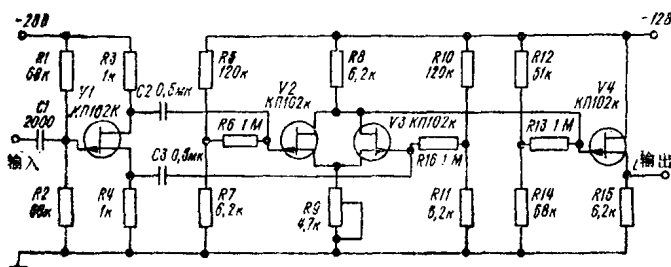 -28В
-12В
R1
68к
R3
1к
R5
120к
R8
6,2к
R10
120к
R12
51к
V1
КП102к
C2 0,5мк
V2
КП102к
V3 КП102к
V4
КП102к
C1
2000
R6 1М
R16 1М
R13 1М
输入
输出
C3 0,5мк
R2
68к
R4
1к
R7
6,2к
R9
4,7к
R11
6,2к
R14
68к
R15
6,2к